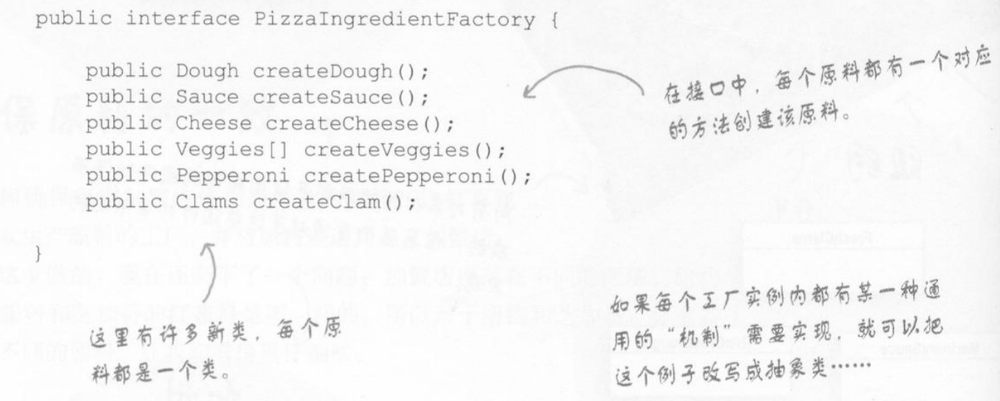 public interface PizzaIngredientFactory {
public Dough createDough();
public Sauce createSauce();
public Cheese createCheese();
public Veggies[] createVeggies();
public Pepperoni createPepperoni();
public Clams createClam();
}
在接口中，每个原料都有一个对应
的方法创建该原料。
这里有许多新类，每个原
料都是一个类。
如果每个工厂实例内都有某一种通
用的“机制”需要实现，就可以把
这个例子改写成抽象类……